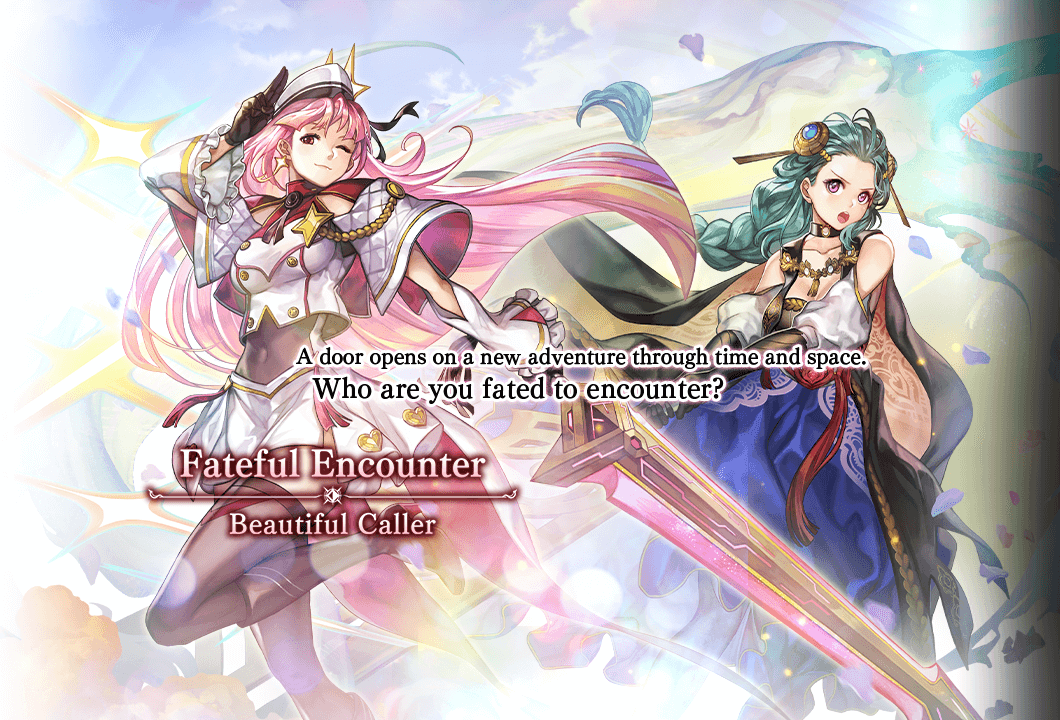 A door opens on a new adventure through time and space.
Who are you fated to encounter?
Fateful Encounter
Beautiful Caller